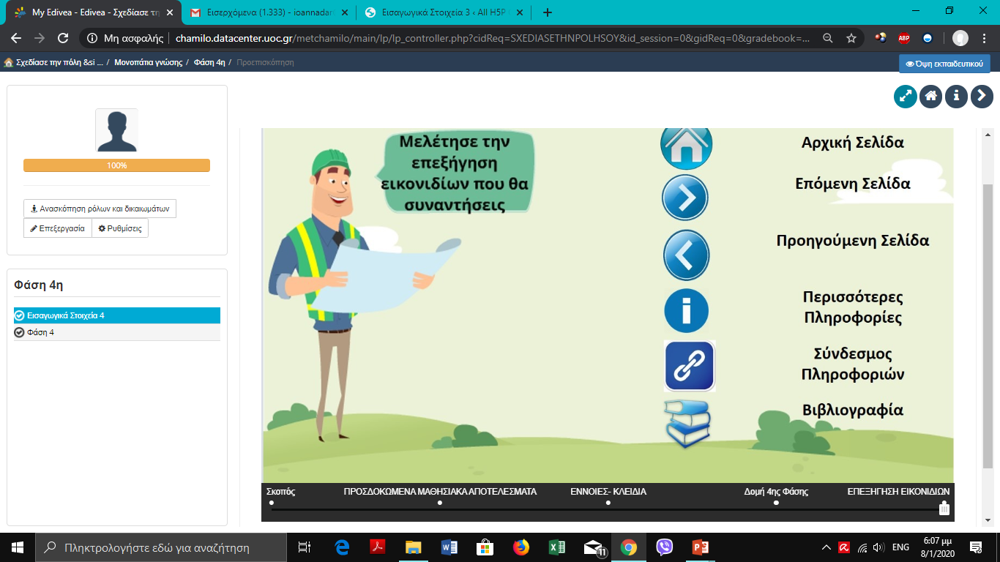 My Edivea - Edivea - Σχεδίασε τη
Εισερχόμενα (1.333) - ioannadar
Εισαγωγικά Στοιχεία 3 ‹ All H5P
Μη ασφαλής
chamilo.datacenter.uoc.gr/metchamilo/main/lp/lp_controller.php?cidReq=SXEDIASETHNPOLHSOY&id_session=0&gidReq=0&gradebook=...
ABP
Σχεδίασε την πόλη &si ... / Μονοπάτια γνώσης / Φάση 4η / Προεπισκόπηση
Όψη εκπαιδευτικού
100%
Ανασκόπηση ρόλων και δικαιωμάτων
Επεξεργασία
Ρυθμίσεις
Φάση 4η
Εισαγωγικά Στοιχεία 4
Φάση 4
Μελέτησε την
επεξήγηση
εικονιδίων που θα
συναντήσεις
Αρχική Σελίδα
Επόμενη Σελίδα
Προηγούμενη Σελίδα
Περισσότερες
Πληροφορίες
Σύνδεσμος
Πληροφοριών
Βιβλιογραφία
Σκοπός
ΠΡΟΣΔΟΚΩΜΕΝΑ ΜΑΘΗΣΙΑΚΑ ΑΠΟΤΕΛΕΣΜΑΤΑ
ΕΝΝΟΙΕΣ- ΚΛΕΙΔΙΑ
Δομή 4ης Φάσης
ΕΠΕΞΗΓΗΣΗ ΕΙΚΟΝΙΔΙΩΝ
Πληκτρολογήστε εδώ για αναζήτηση
11
ENG
6:07 μμ
8/1/2020